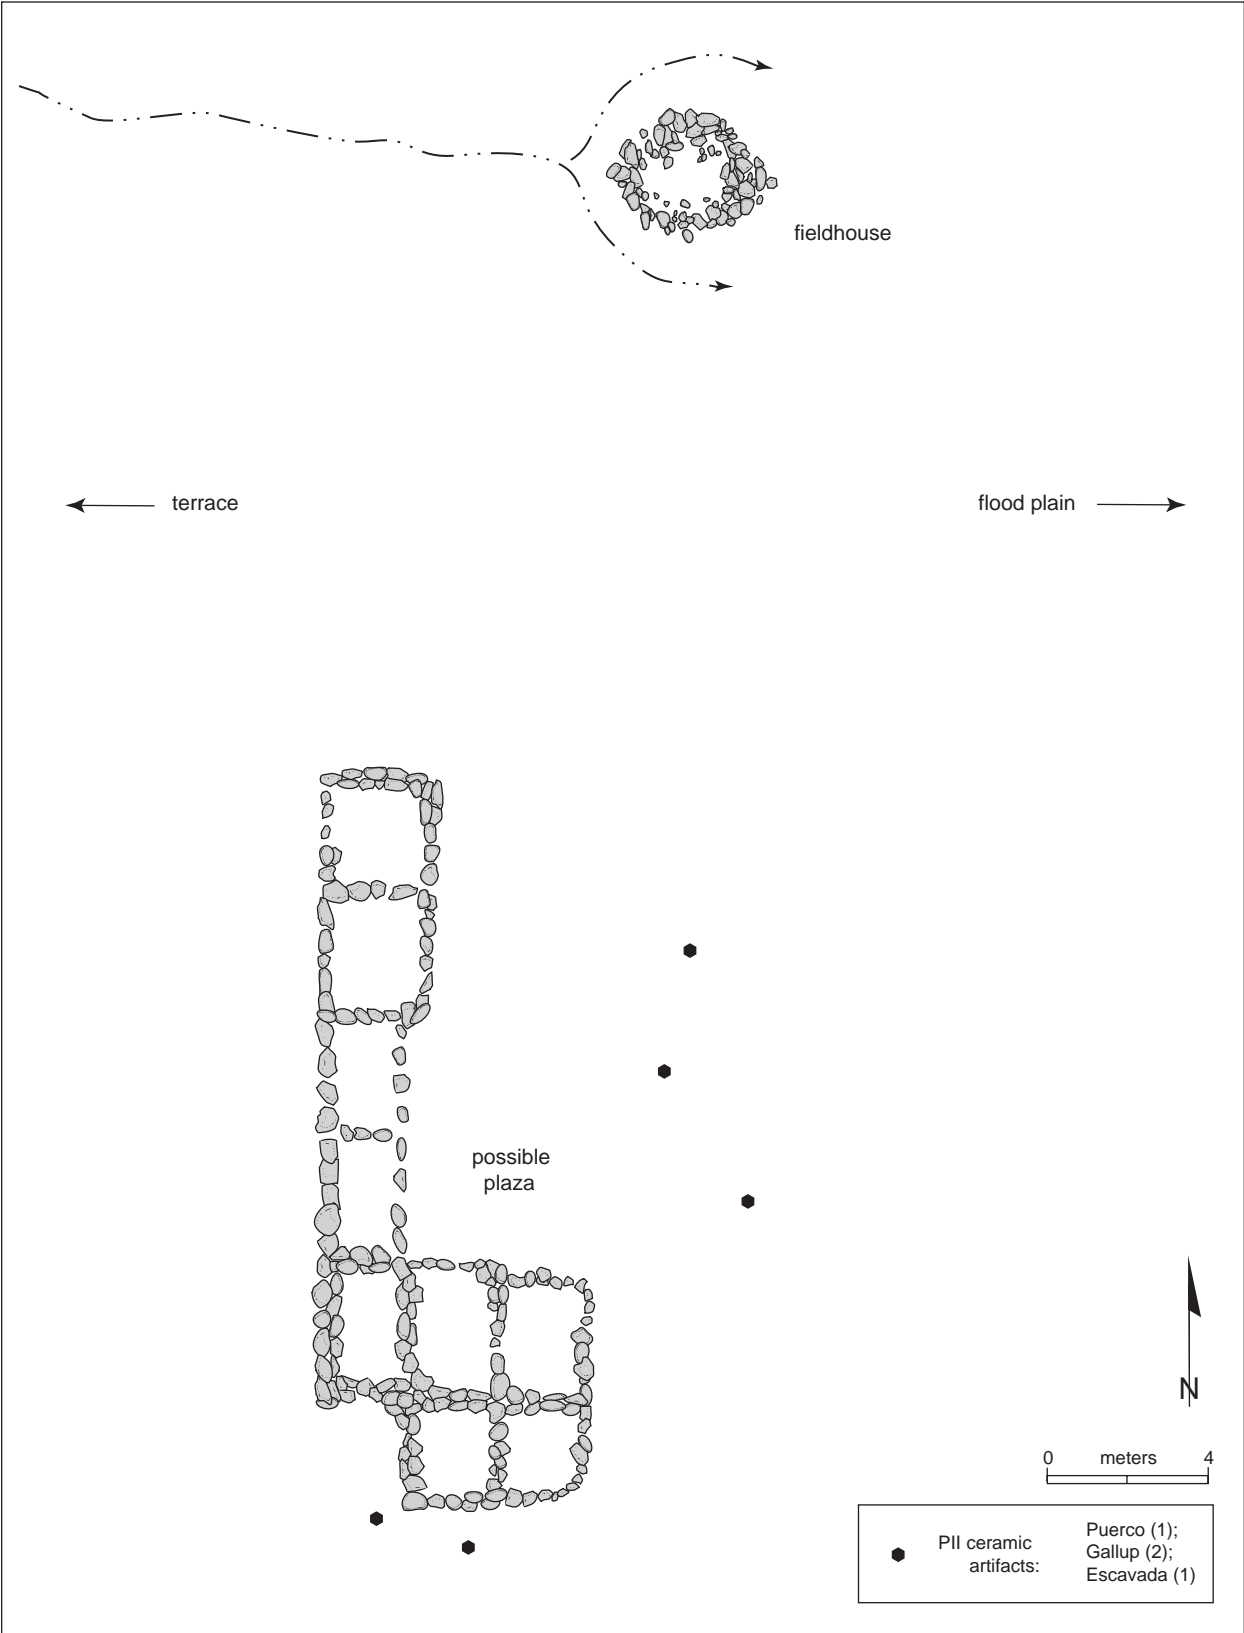 fieldhouse
terrace
flood plain
possible
plaza
N
0 meters 4
PII ceramic
artifacts:
Puerco (1);
Gallup (2);
Escavada (1)